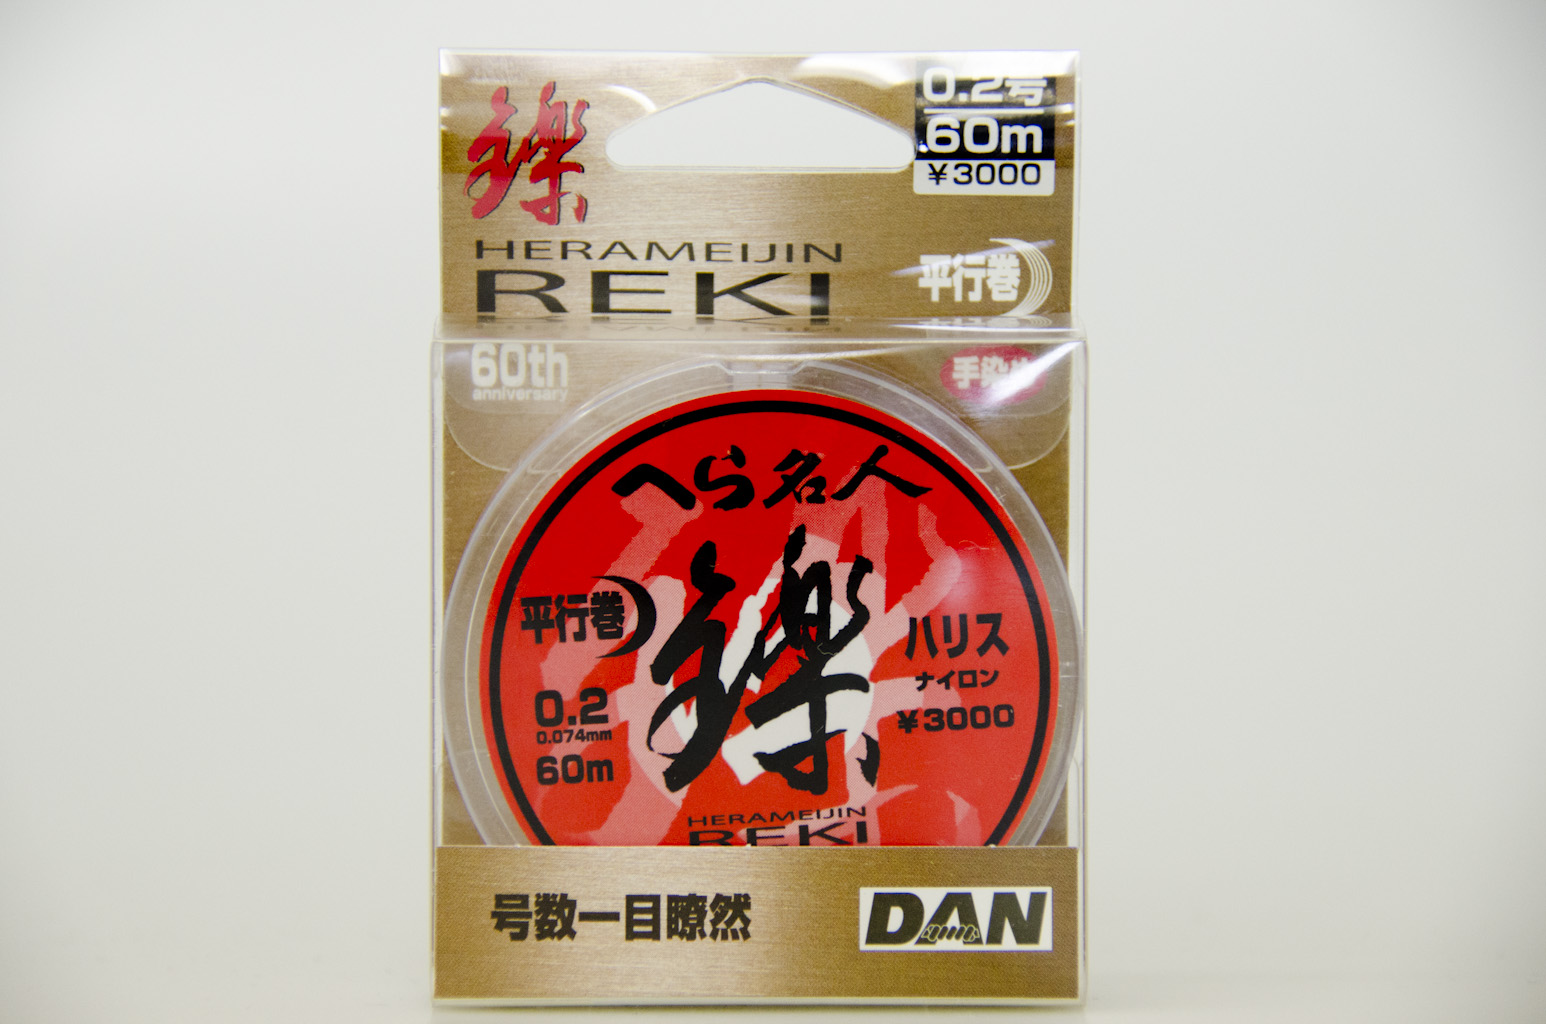 鑠
0.2号
60m
¥3000
HERAMEIJIN
REKI
平行巻
60th
anniversary
へら名人
鑠
平行巻
0.2
0.074mm
60m
ハリス
ナイロン
¥3000
HERAMEIJIN
REKI
号数一目瞭然
DAN